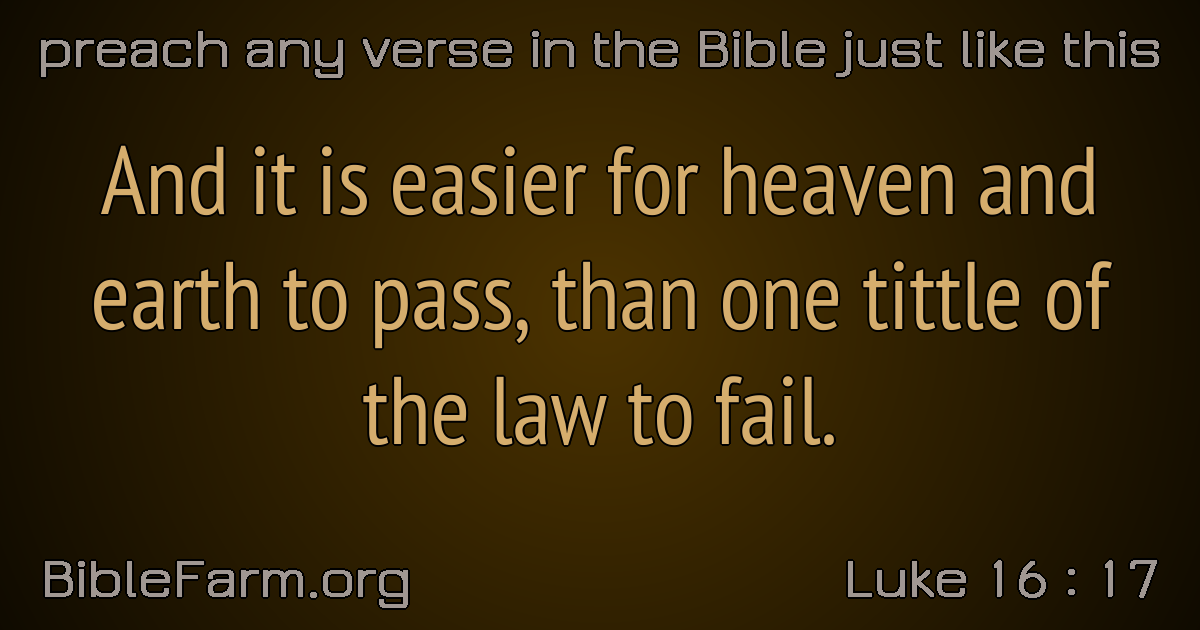 preach any verse in the Bible just like this
And it is easier for heaven and
earth to pass, than one tittle of
the law to fail.
BibleFarm.org
Luke 16 : 17